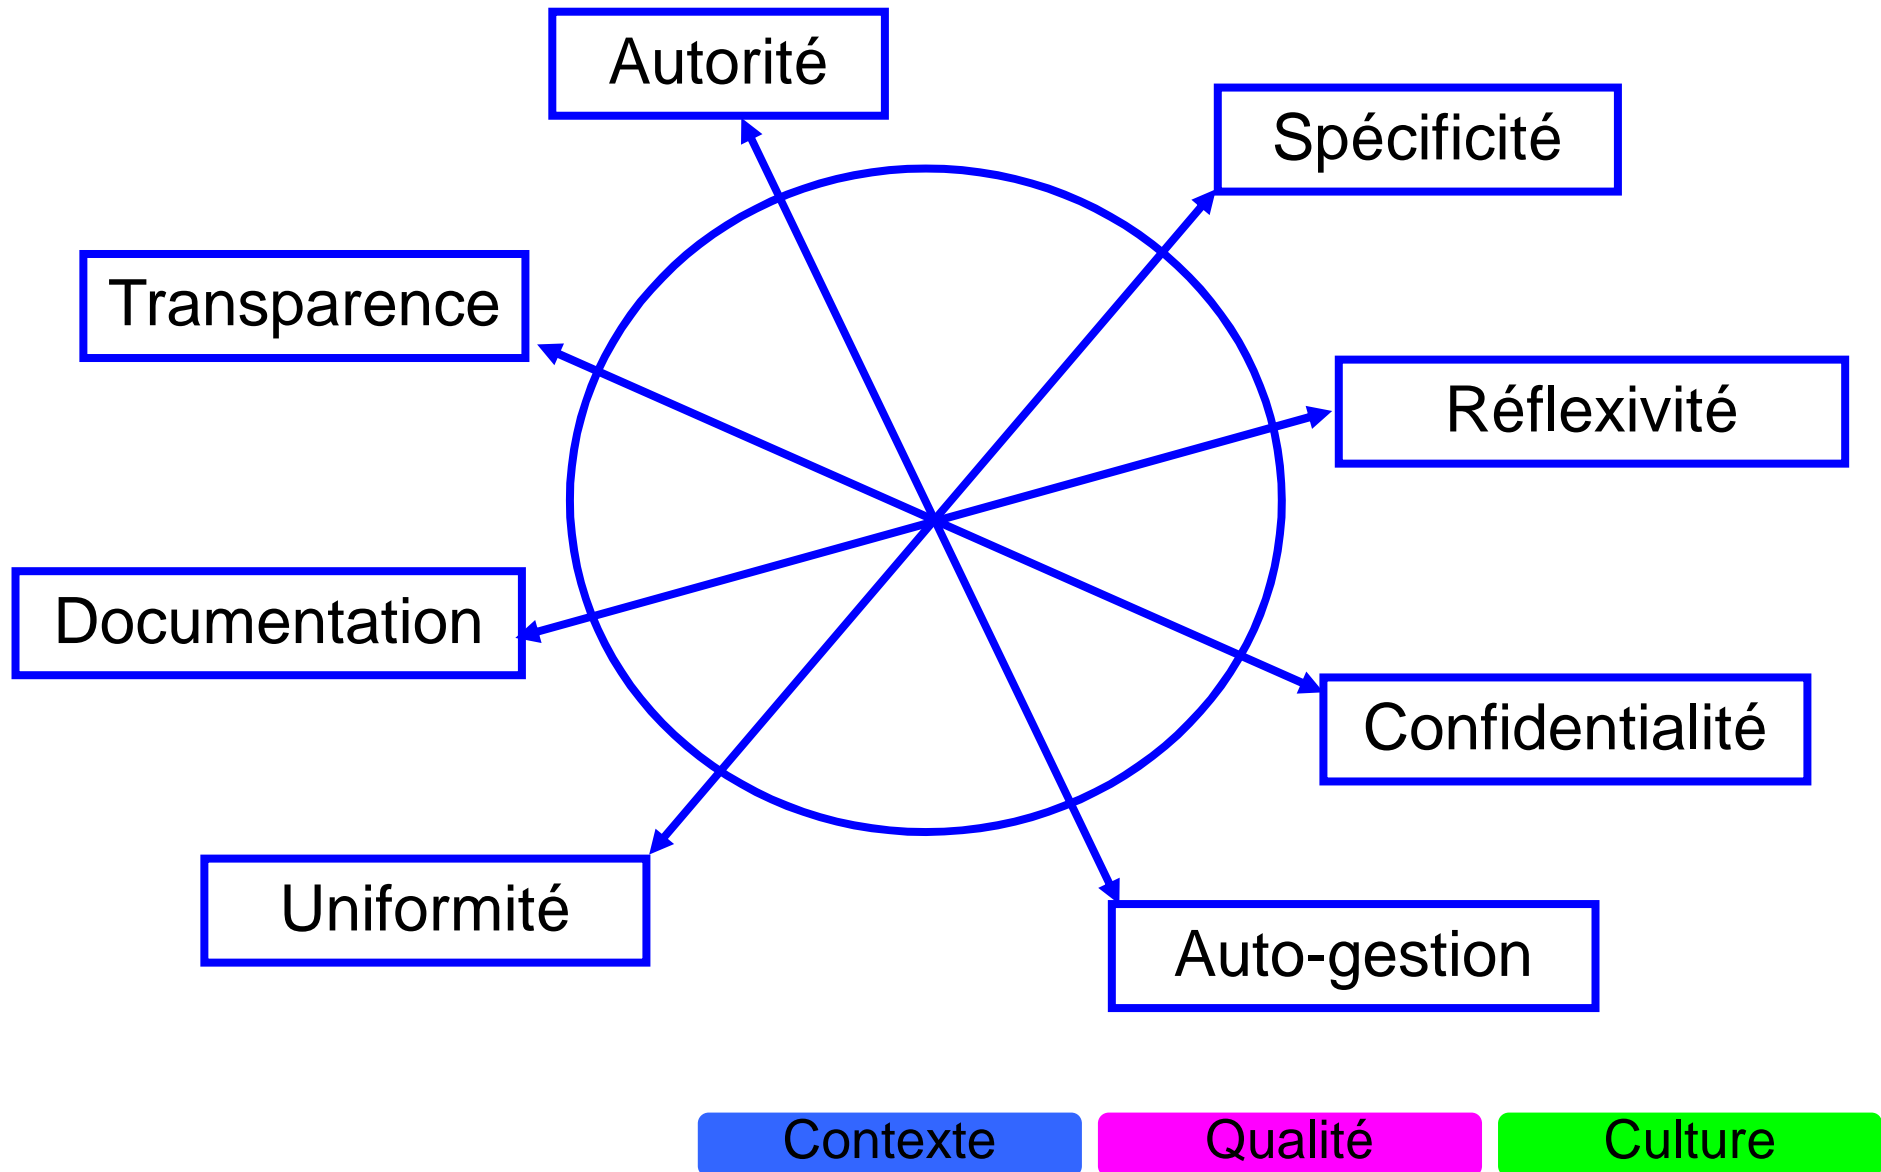 Autorité
Spécificité
Transparence
Réflexivité
Documentation
Confidentialité
Uniformité
Auto-gestion
Contexte
Qualité
Culture